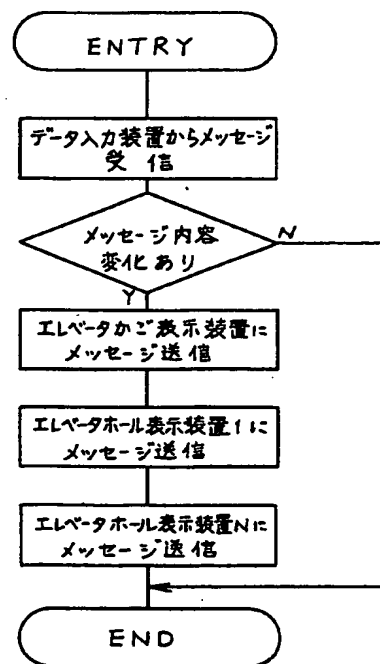 ENTRY
データ入力装置からメッセージ
受信
メッセージ内容
変化あり
N
Y
エレベータかご表示装置に
メッセージ送信
エレベータホール表示装置1に
メッセージ送信
エレベータホール表示装置Nに
メッセージ送信
END